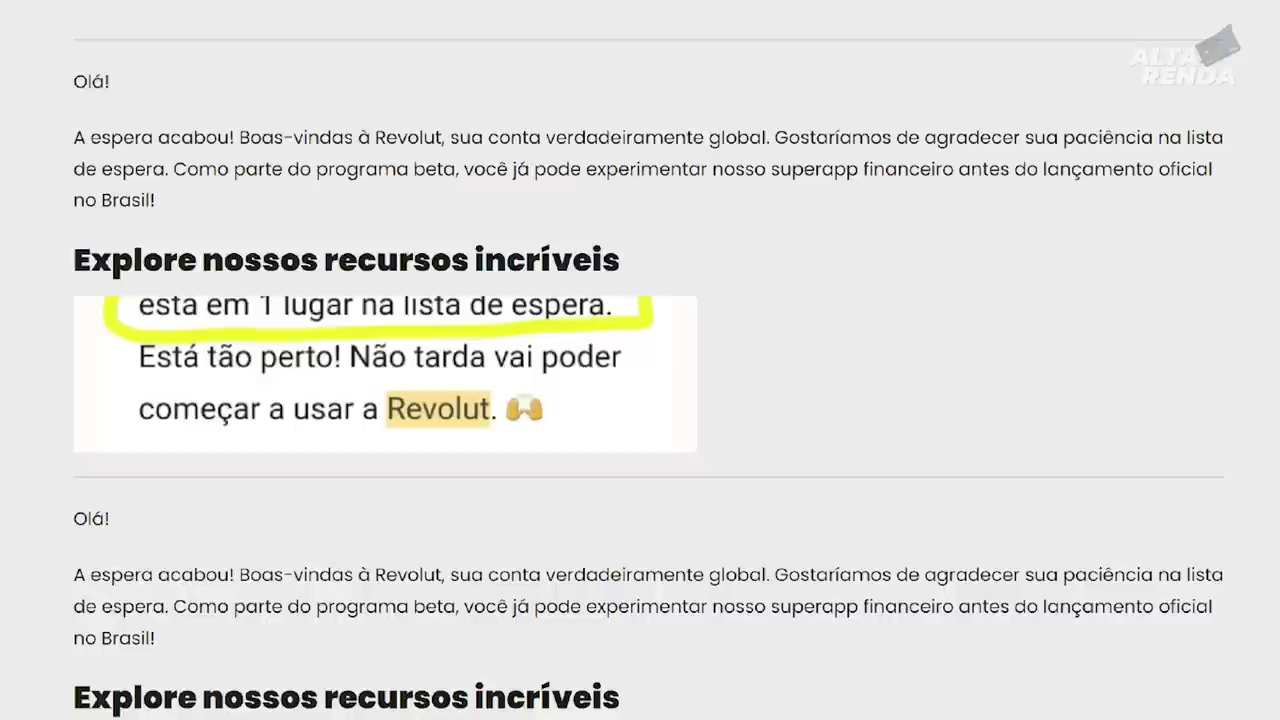 ALTA
RENDA
Olá!
A espera acabou! Boas-vindas à Revolut, sua conta verdadeiramente global. Gostaríamos de agradecer sua paciência na lista
de espera. Como parte do programa beta, você já pode experimentar nosso superapp financeiro antes do lançamento oficial
no Brasil!
Explore nossos recursos incríveis
está em 1 lugar na lista de espera.
Está tão perto! Não tarda vai poder
começar a usar a Revolut. 🙌
Olá!
A espera acabou! Boas-vindas à Revolut, sua conta verdadeiramente global. Gostaríamos de agradecer sua paciência na lista
de espera. Como parte do programa beta, você já pode experimentar nosso superapp financeiro antes do lançamento oficial
no Brasil!
Explore nossos recursos incríveis